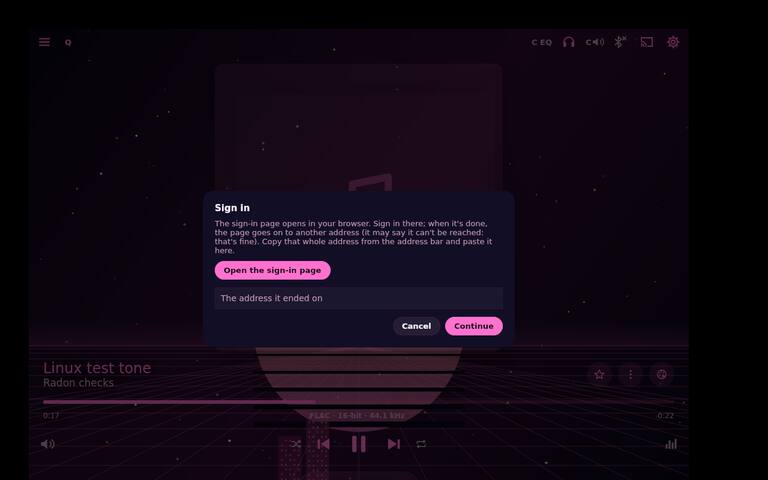 Q
C EQ
C
Sign in
The sign-in page opens in your browser. Sign in there; when it's done,
the page goes on to another address (it may say it can't be reached:
that's fine). Copy that whole address from the address bar and paste it
here.
Open the sign-in page
The address it ended on
Cancel
Continue
Linux test tone
Radon checks
0:17
FLAC · 16-bit · 44.1 kHz
0:22